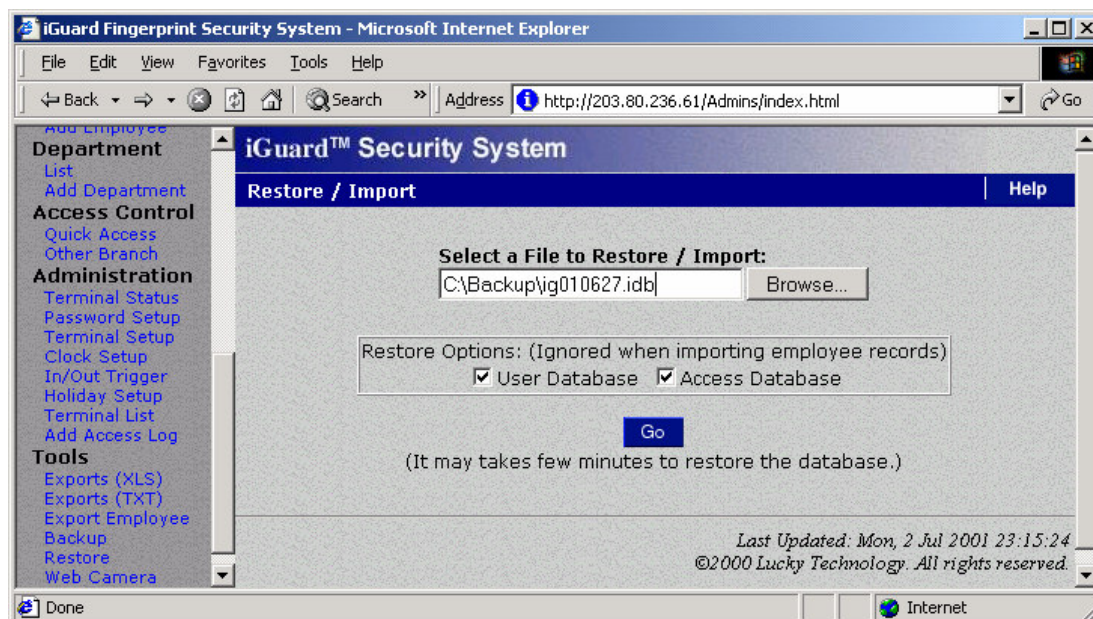 iGuard Fingerprint Security System - Microsoft Internet Explorer
File Edit View Favorites Tools Help
Back Search » Address http://203.80.236.61/Admins/index.html Go
Add Employee
Department
List
Add Department
Access Control
Quick Access
Other Branch
Administration
Terminal Status
Password Setup
Terminal Setup
Clock Setup
In/Out Trigger
Holiday Setup
Terminal List
Add Access Log
Tools
Exports (XLS)
Exports (TXT)
Export Employee
Backup
Restore
Web Camera
iGuard™ Security System
Restore / Import Help
Select a File to Restore / Import:
C:\Backup\ig010627.idb Browse...
Restore Options: (Ignored when importing employee records)
User Database Access Database
Go
(It may takes few minutes to restore the database.)
Last Updated: Mon, 2 Jul 2001 23:15:24
©2000 Lucky Technology. All rights reserved.
Done Internet